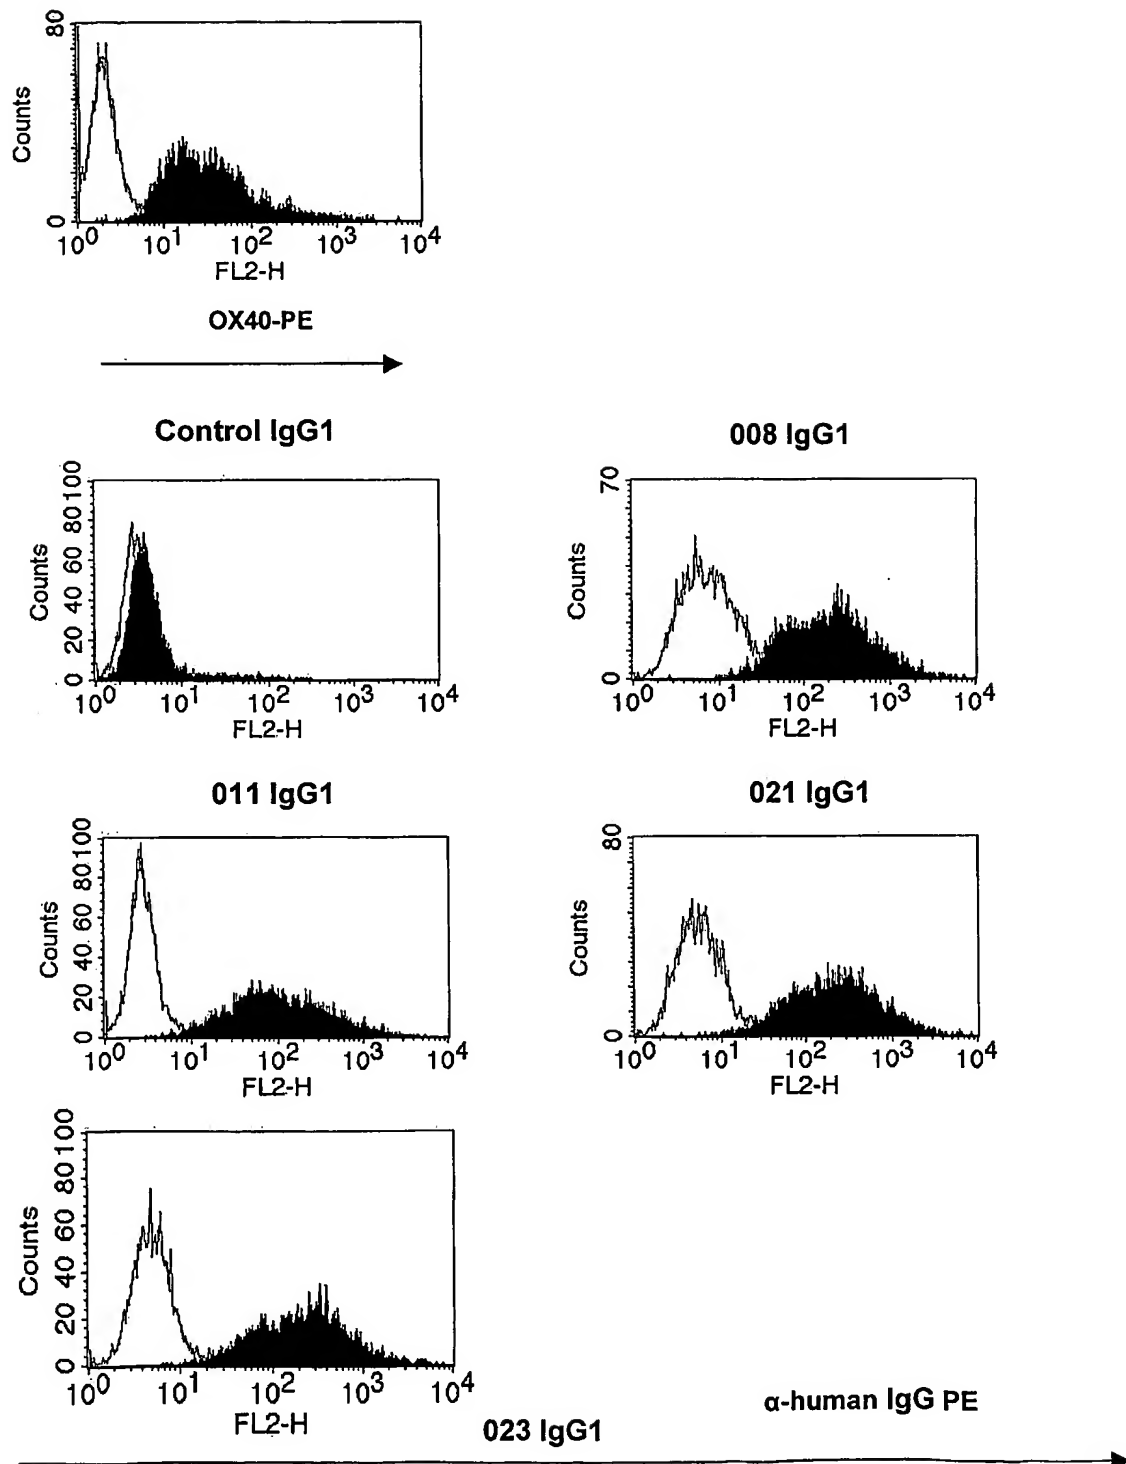 80
Counts
0
10^0 10^1 10^2 10^3 10^4
FL2-H
OX40-PE
Control IgG1
100
80
60
Counts
40
20
0
10^0 10^1 10^2 10^3 10^4
FL2-H
008 IgG1
70
Counts
0
10^0 10^1 10^2 10^3 10^4
FL2-H
011 IgG1
100
80
60
Counts
40
20
0
10^0 10^1 10^2 10^3 10^4
FL2-H
021 IgG1
80
Counts
0
10^0 10^1 10^2 10^3 10^4
FL2-H
100
80
60
Counts
40
20
0
10^0 10^1 10^2 10^3 10^4
FL2-H
023 IgG1
α-human IgG PE